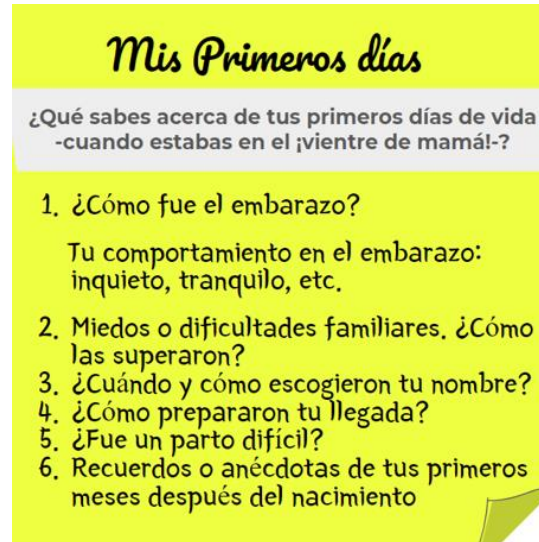 Mis Primeros días
¿Qué sabes acerca de tus primeros días de vida
-cuando estabas en el ¡vientre de mamá!-?
1. ¿Cómo fue el embarazo?
Tu comportamiento en el embarazo:
inquieto, tranquilo, etc.
2. Miedos o dificultades familiares. ¿Cómo
las superaron?
3. ¿Cuándo y cómo escogieron tu nombre?
4. ¿Cómo prepararon tu llegada?
5. ¿Fue un parto difícil?
6. Recuerdos o anécdotas de tus primeros
meses después del nacimiento